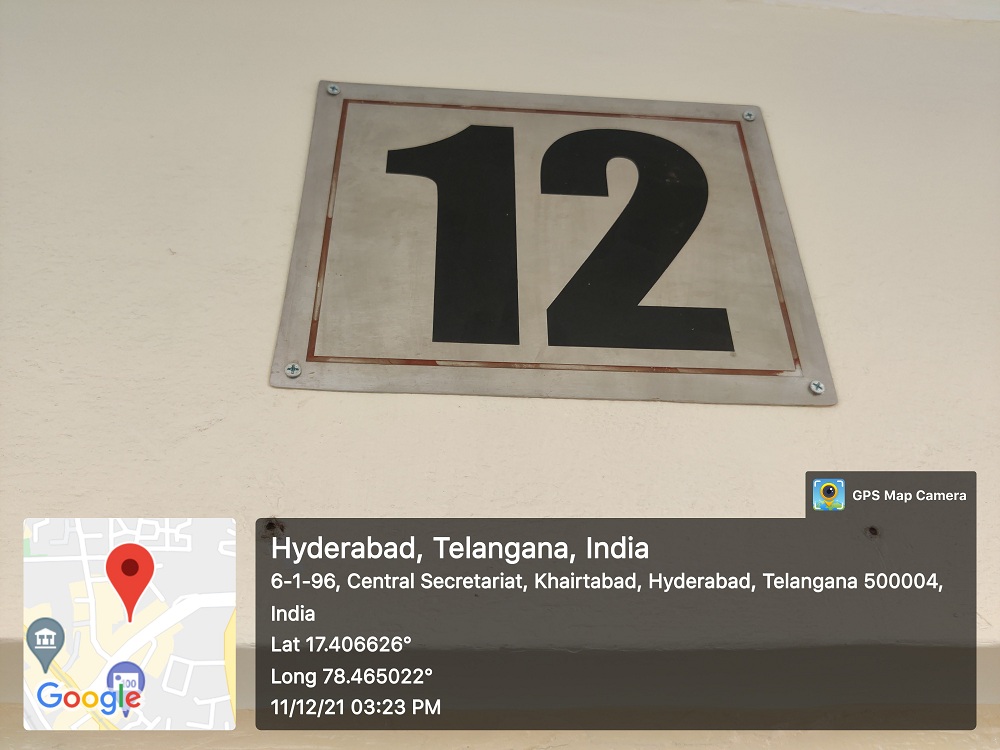 12
GPS Map Camera
Hyderabad, Telangana, India
6-1-96, Central Secretariat, Khairtabad, Hyderabad, Telangana 500004,
India
Lat 17.406626°
Long 78.465022°
11/12/21 03:23 PM
100
Google